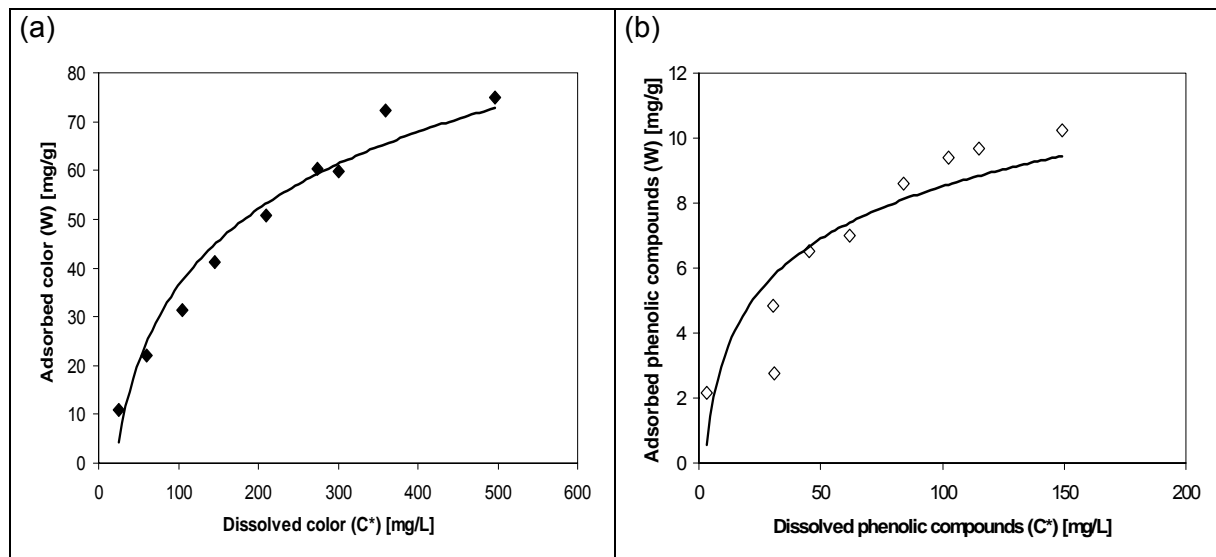 (a)
Adsorbed color (W) [mg/g]
80
70
60
50
40
30
20
10
0
0 100 200 300 400 500 600
Dissolved color (C*) [mg/L]
(b)
Adsorbed phenolic compounds (W) [mg/g]
12
10
8
6
4
2
0
0 50 100 150 200
Dissolved phenolic compounds (C*) [mg/L]